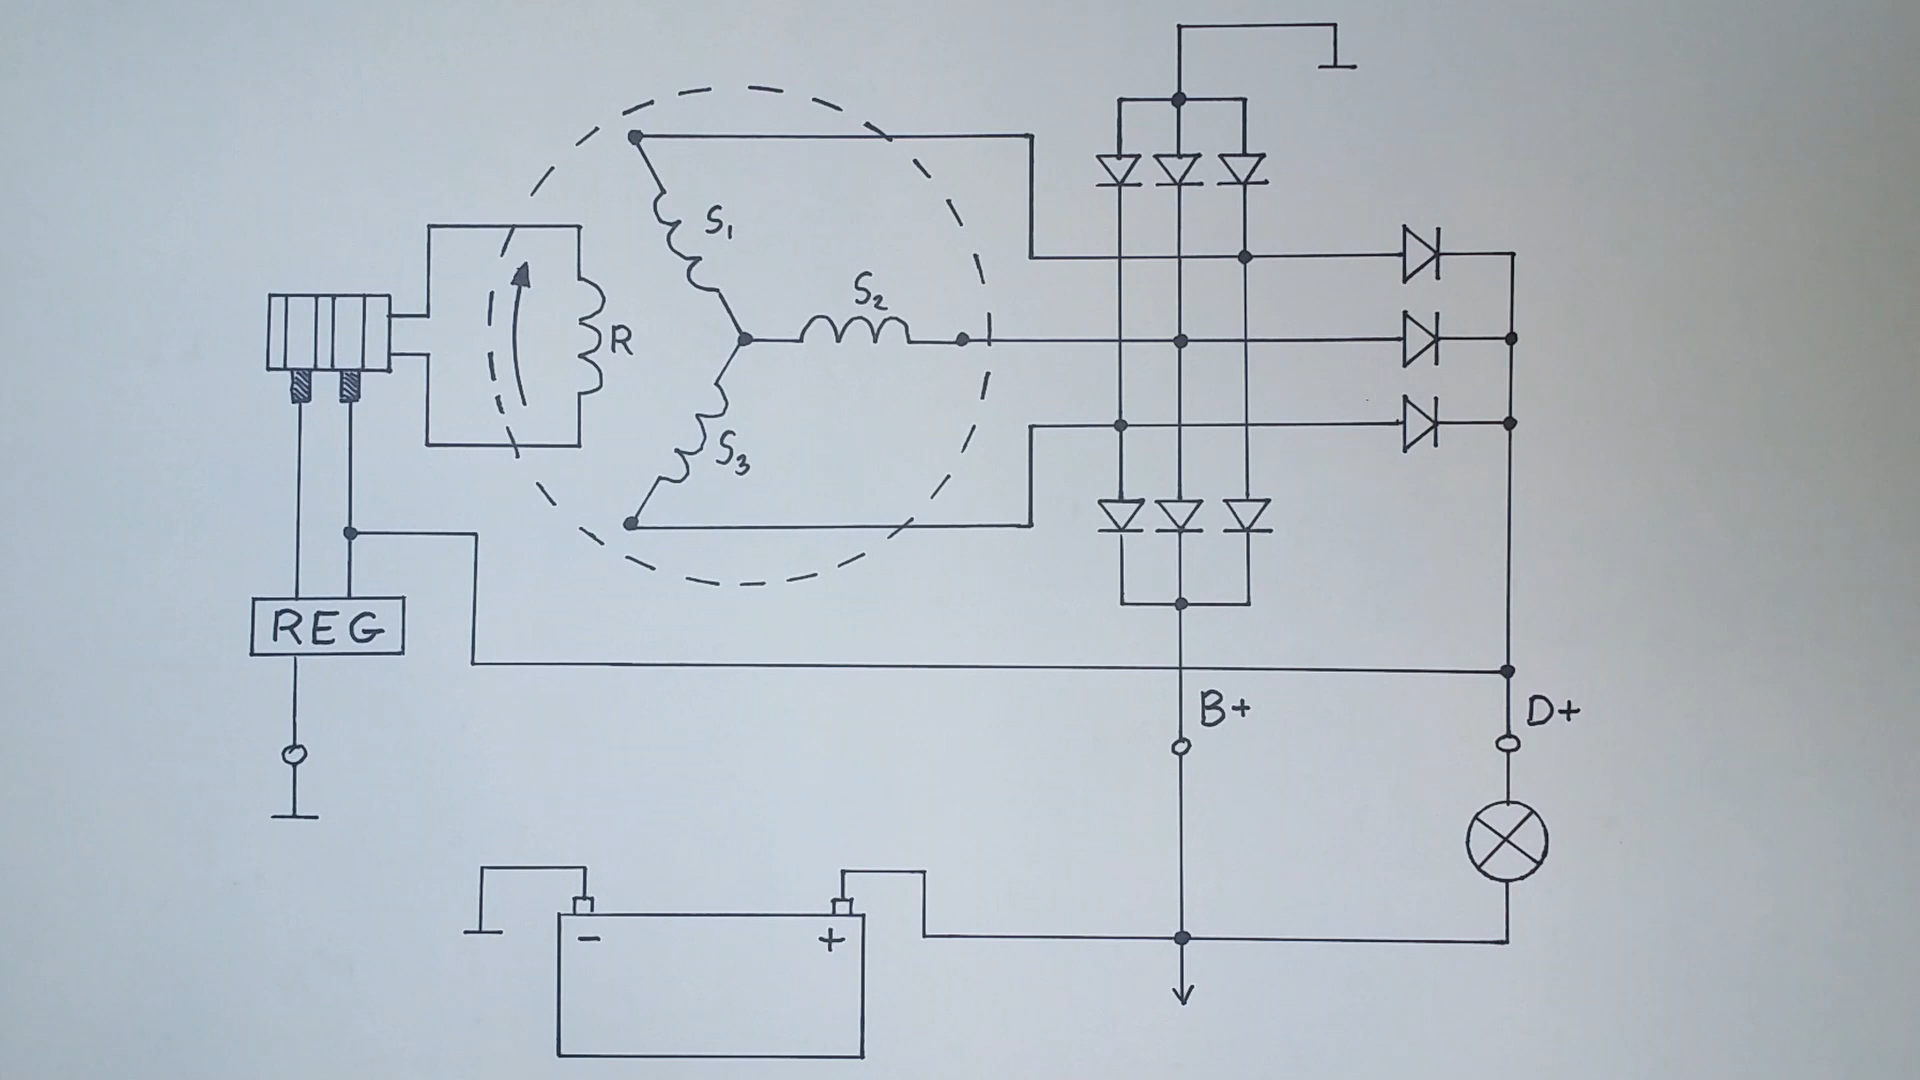 S₁
S₂
R
S₃
REG
B+
D+
- +